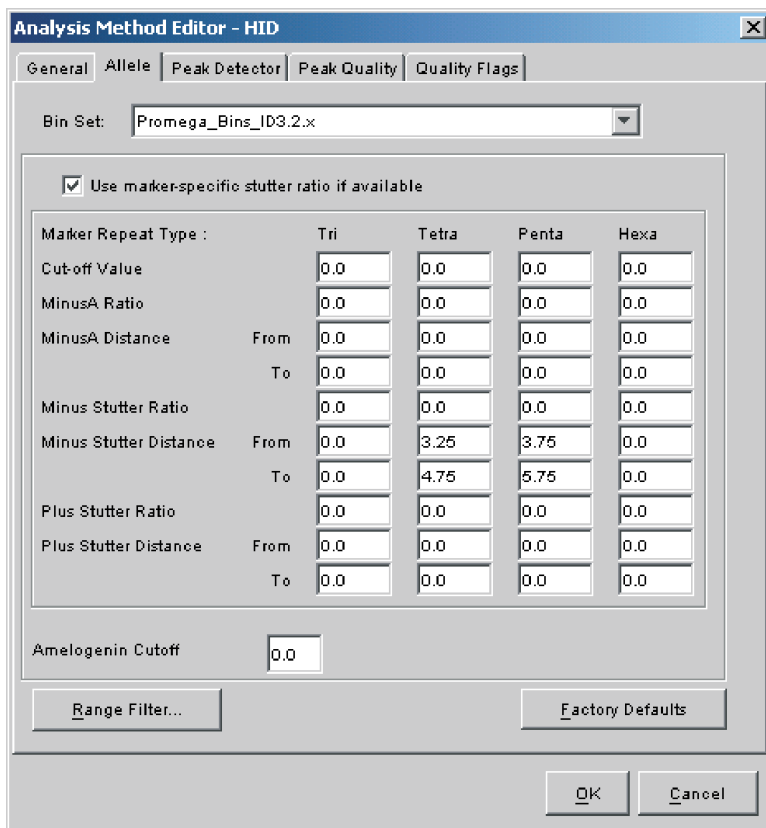 Analysis Method Editor - HID
General Allele Peak Detector Peak Quality Quality Flags
Bin Set: Promega_Bins_ID3.2.x
Use marker-specific stutter ratio if available
Marker Repeat Type : Tri Tetra Penta Hexa
Cut-off Value 0.0 0.0 0.0 0.0
MinusA Ratio 0.0 0.0 0.0 0.0
MinusA Distance From 0.0 0.0 0.0 0.0
To 0.0 0.0 0.0 0.0
Minus Stutter Ratio 0.0 0.0 0.0 0.0
Minus Stutter Distance From 0.0 3.25 3.75 0.0
To 0.0 4.75 5.75 0.0
Plus Stutter Ratio 0.0 0.0 0.0 0.0
Plus Stutter Distance From 0.0 0.0 0.0 0.0
To 0.0 0.0 0.0 0.0
Amelogenin Cutoff 0.0
Range Filter... Factory Defaults
OK Cancel